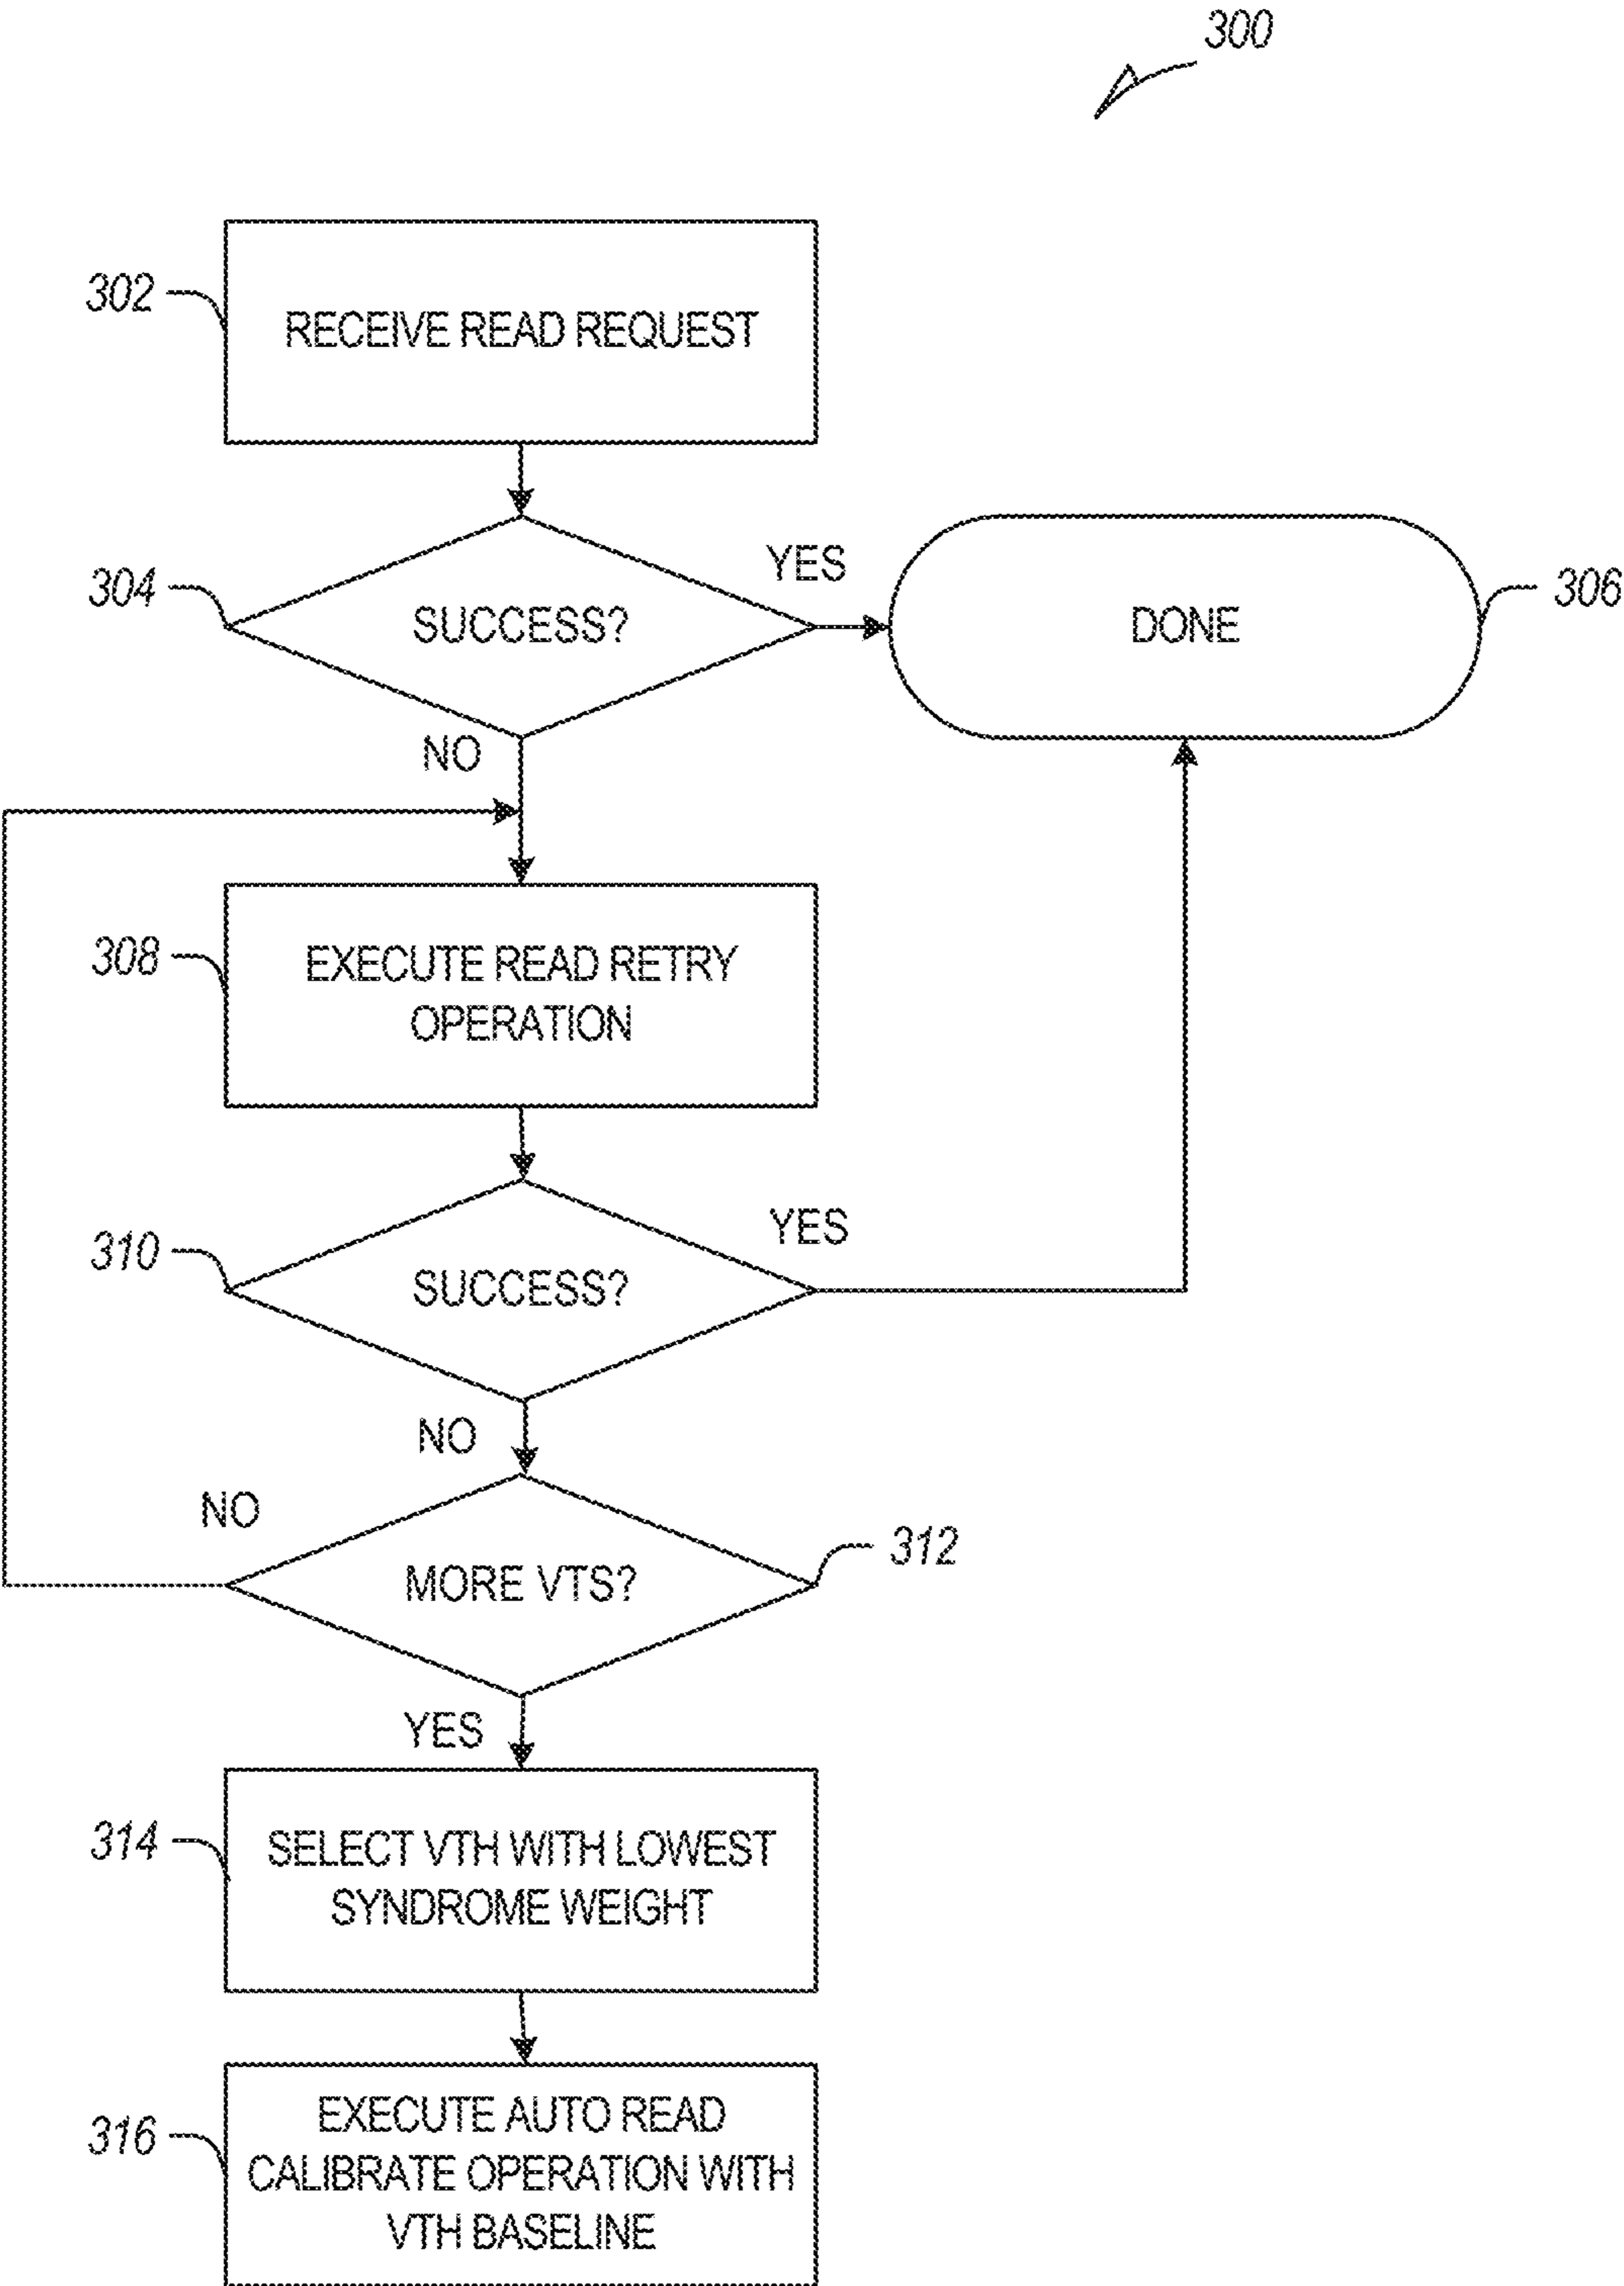 300
302
RECEIVE READ REQUEST
304
SUCCESS?
YES
DONE
306
NO
308
EXECUTE READ RETRY
OPERATION
310
SUCCESS?
YES
NO
NO
MORE VTS?
312
YES
314
SELECT VTH WITH LOWEST
SYNDROME WEIGHT
316
EXECUTE AUTO READ
CALIBRATE OPERATION WITH
VTH BASELINE